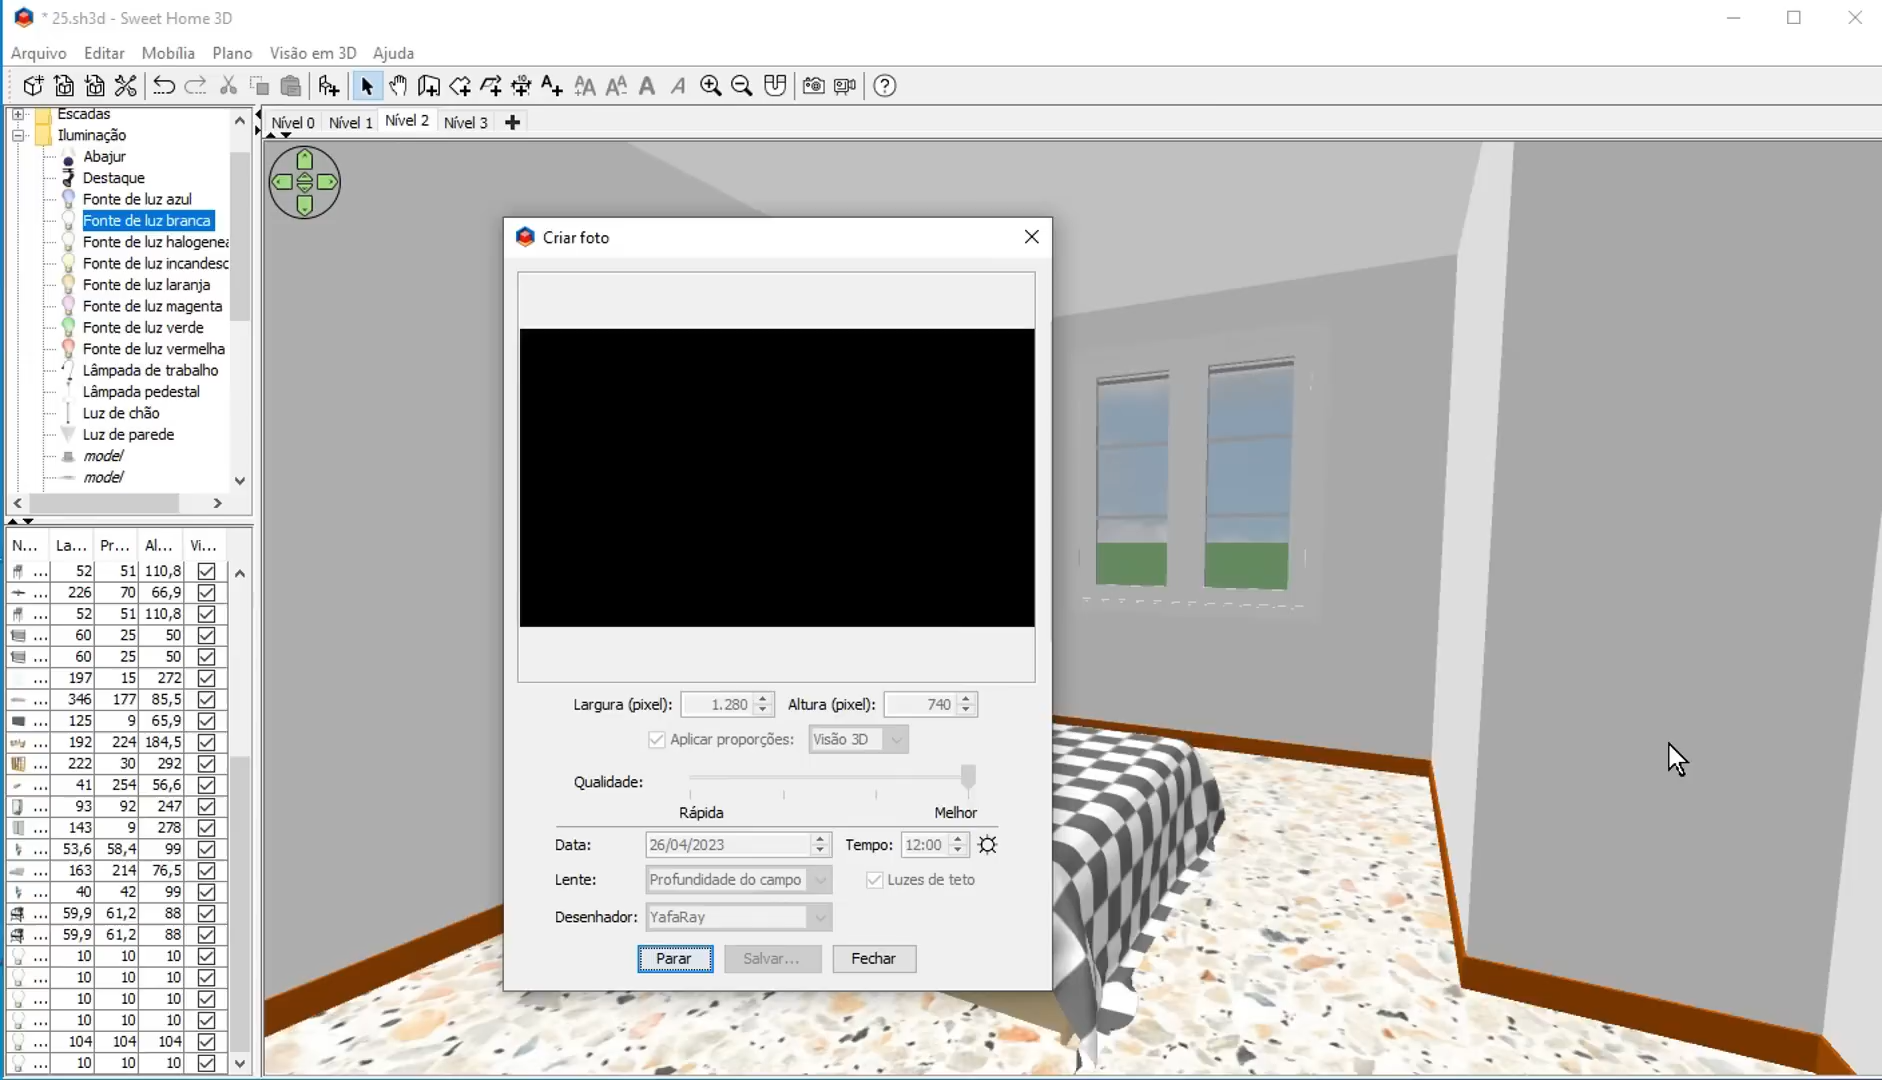 * 25.sh3d - Sweet Home 3D
Arquivo Editar Mobília Plano Visão em 3D Ajuda
Escadas
Iluminação
Abajur
Destaque
Fonte de luz azul
Fonte de luz branca
Fonte de luz halogenea
Fonte de luz incandesc
Fonte de luz laranja
Fonte de luz magenta
Fonte de luz verde
Fonte de luz vermelha
Lâmpada de trabalho
Lâmpada pedestal
Luz de chão
Luz de parede
model
model
N... La... Pr... Al... Vi...
... 52 51 110,8
... 226 70 66,9
... 52 51 110,8
... 60 25 50
... 60 25 50
... 197 15 272
... 346 177 85,5
... 125 9 65,9
... 192 224 184,5
... 222 30 292
... 41 254 56,6
... 93 92 247
... 143 9 278
... 53,6 58,4 99
... 163 214 76,5
... 40 42 99
... 59,9 61,2 88
... 59,9 61,2 88
... 10 10 10
... 10 10 10
... 10 10 10
... 10 10 10
... 104 104 104
... 10 10 10
Nível 0 Nível 1 Nível 2 Nível 3
Criar foto
Largura (pixel): 1.280 Altura (pixel): 740
Aplicar proporções: Visão 3D
Qualidade:
Rápida Melhor
Data: 26/04/2023 Tempo: 12:00
Lente: Profundidade do campo Luzes de teto
Desenhador: YafaRay
Parar Salvar... Fechar